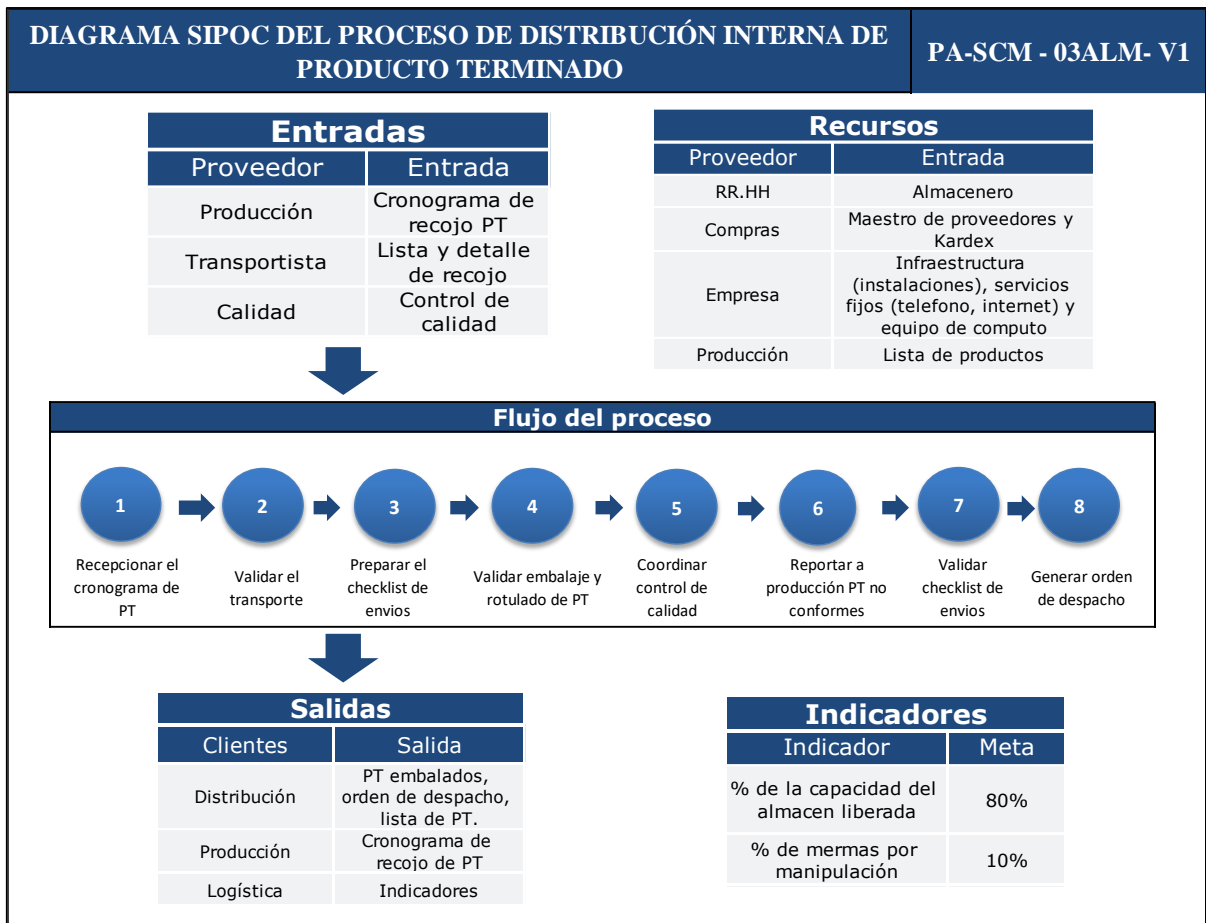 DIAGRAMA SIPOC DEL PROCESO DE DISTRIBUCIÓN INTERNA DE
PRODUCTO TERMINADO
PA-SCM - 03ALM- V1
Entradas
Proveedor Entrada
Producción
Cronograma de
recojo PT
Transportista
Lista y detalle
de recojo
Calidad
Control de
calidad
Recursos
Proveedor Entrada
RR.HH Almacenero
Compras
Maestro de proveedores y
Kardex
Empresa
Infraestructura
(instalaciones), servicios
fijos (telefono, internet) y
equipo de computo
Producción Lista de productos
Flujo del proceso
1
Recepcionar el
cronograma de
PT
2
Validar el
transporte
3
Preparar el
checklist de
envios
4
Validar embalaje y
rotulado de PT
5
Coordinar
control de
calidad
6
Reportar a
producción PT no
conformes
7
Validar
checklist de
envios
8
Generar orden
de despacho
Salidas
Clientes Salida
Distribución
PT embalados,
orden de despacho,
lista de PT.
Producción
Cronograma de
recojo de PT
Logística Indicadores
Indicadores
Indicador Meta
% de la capacidad del
almacen liberada
80%
% de mermas por
manipulación
10%